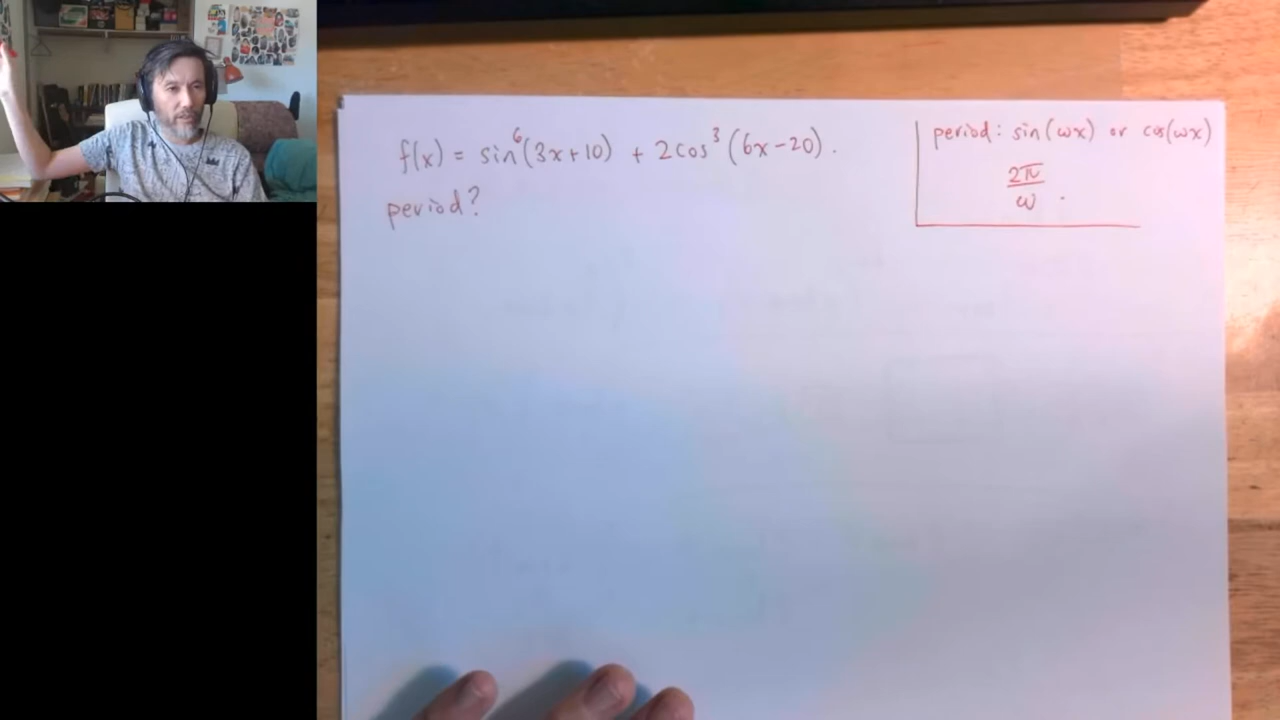 f(x) = sin⁶(3x+10) + 2cos³(6x-20).
period?
period: sin(ωx) or cos(ωx)
2π/ω.